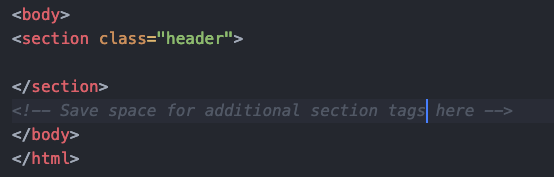 <body>
<section class="header">
</section>
<!-- Save space for additional section tags here -->
</body>
</html>